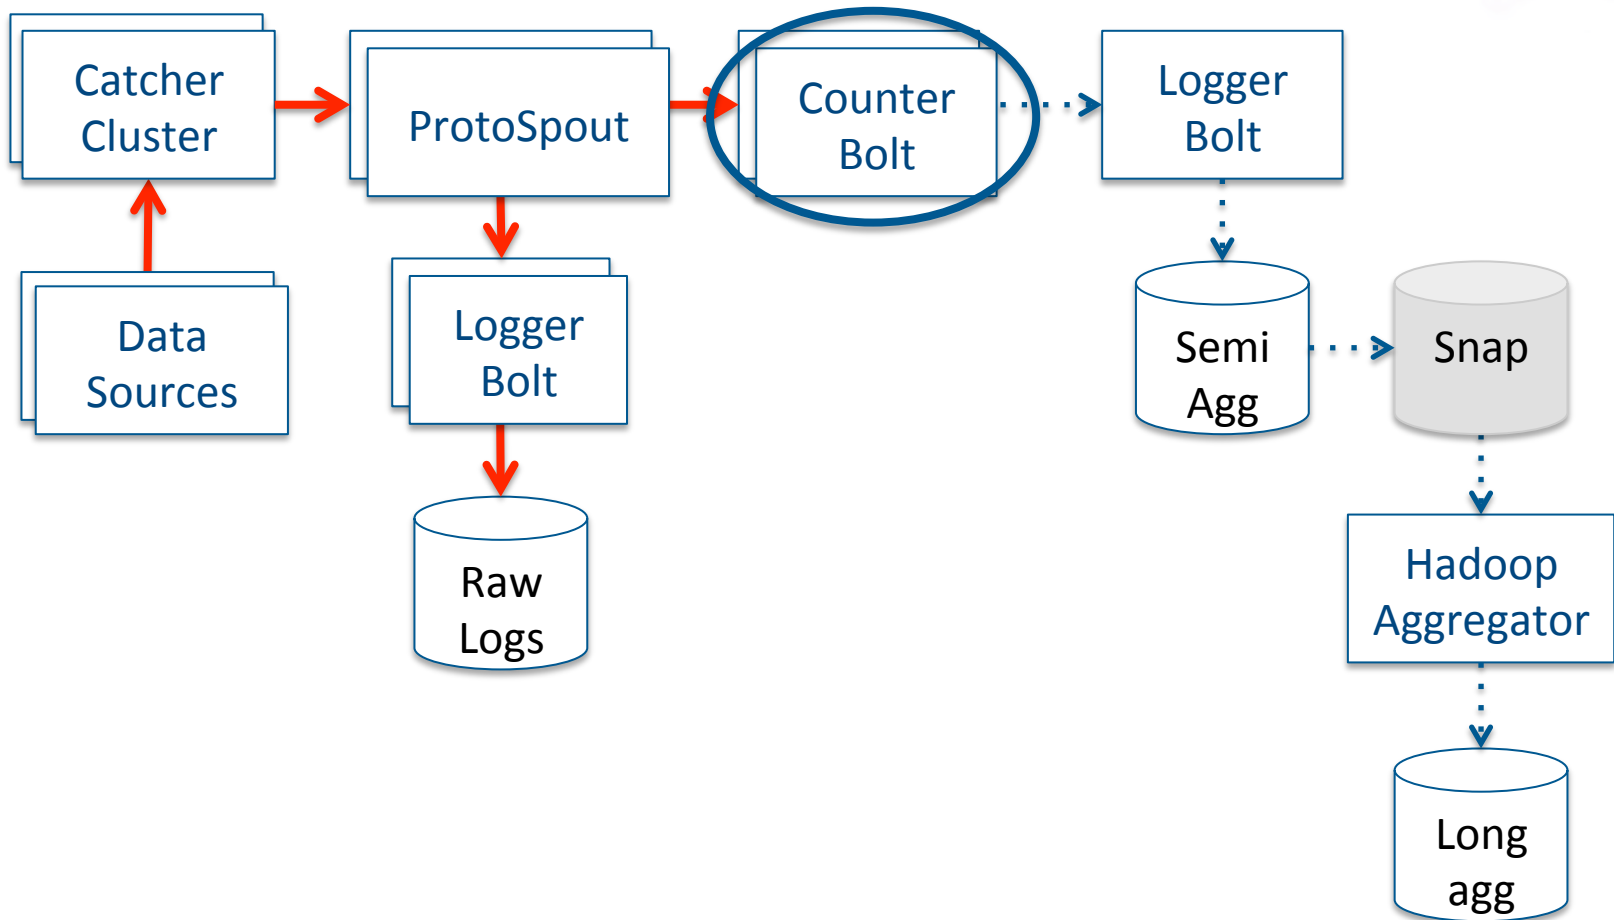 Catcher
Cluster
ProtoSpout
Counter
Bolt
Logger
Bolt
Data
Sources
Logger
Bolt
Semi
Agg
Snap
Raw
Logs
Hadoop
Aggregator
Long
agg